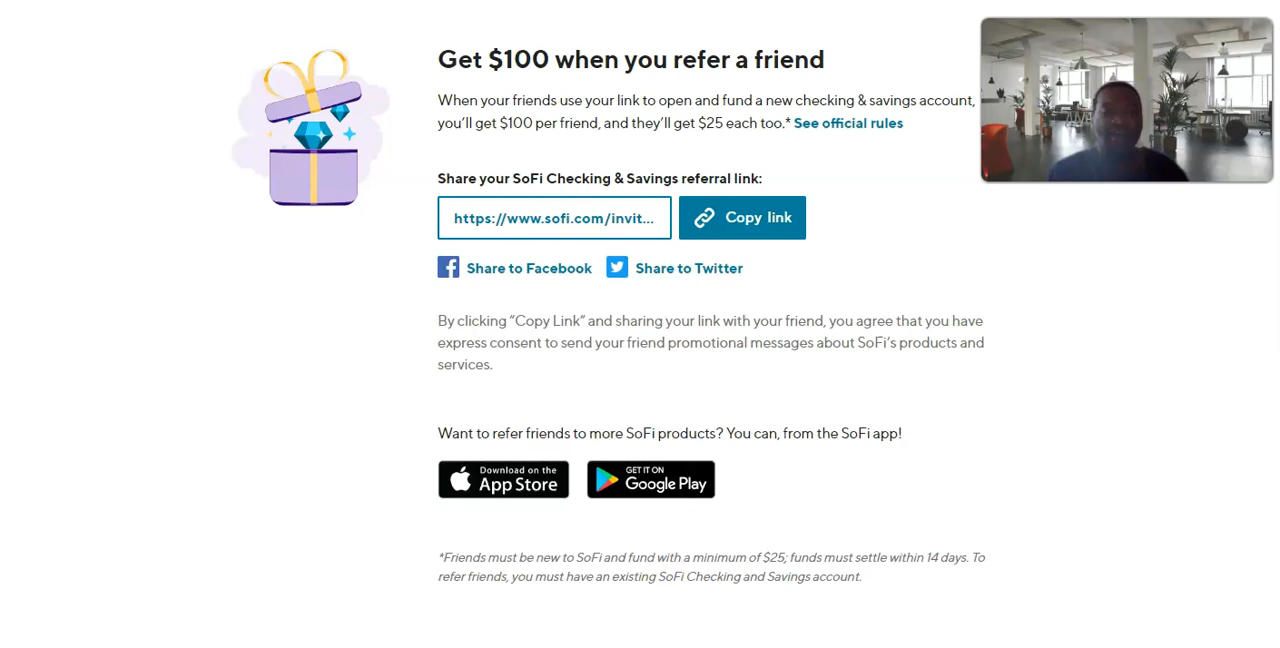 Get $100 when you refer a friend
When your friends use your link to open and fund a new checking & savings account,
you'll get $100 per friend, and they'll get $25 each too.* See official rules
Share your SoFi Checking & Savings referral link:
https://www.sofi.com/invit...
Copy link
Share to Facebook
Share to Twitter
By clicking “Copy Link” and sharing your link with your friend, you agree that you have
express consent to send your friend promotional messages about SoFi's products and
services.
Want to refer friends to more SoFi products? You can, from the SoFi app!
Download on the
App Store
GET IT ON
Google Play
*Friends must be new to SoFi and fund with a minimum of $25; funds must settle within 14 days. To
refer friends, you must have an existing SoFi Checking and Savings account.